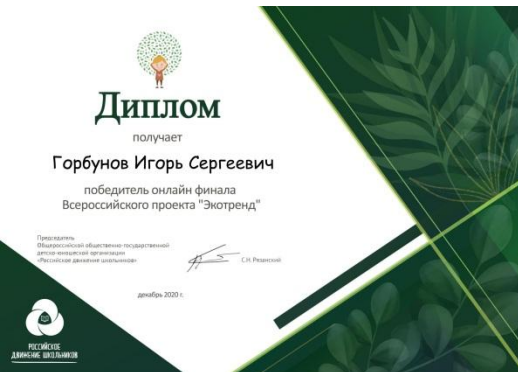 Диплом
получает
Горбунов Игорь Сергеевич
победитель онлайн финала
Всероссийского проекта "Экотренд"
Председатель
Общероссийской общественно-государственной
детско-юношеской организации
«Российское движение школьников»
С.Н. Рязанский
декабрь 2020 г.
РОССИЙСКОЕ
ДВИЖЕНИЕ ШКОЛЬНИКОВ